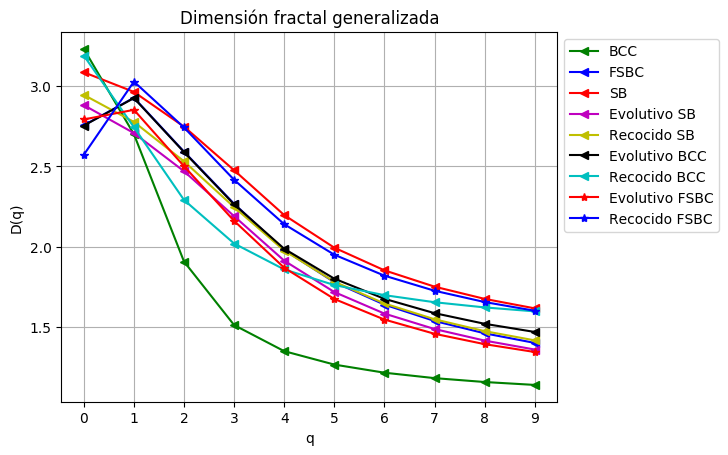 Dimensión fractal generalizada
BCC
FSBC
SB
Evolutivo SB
Recocido SB
Evolutivo BCC
Recocido BCC
Evolutivo FSBC
Recocido FSBC
3.0
2.5
2.0
1.5
D(q)
0 1 2 3 4 5 6 7 8 9
q